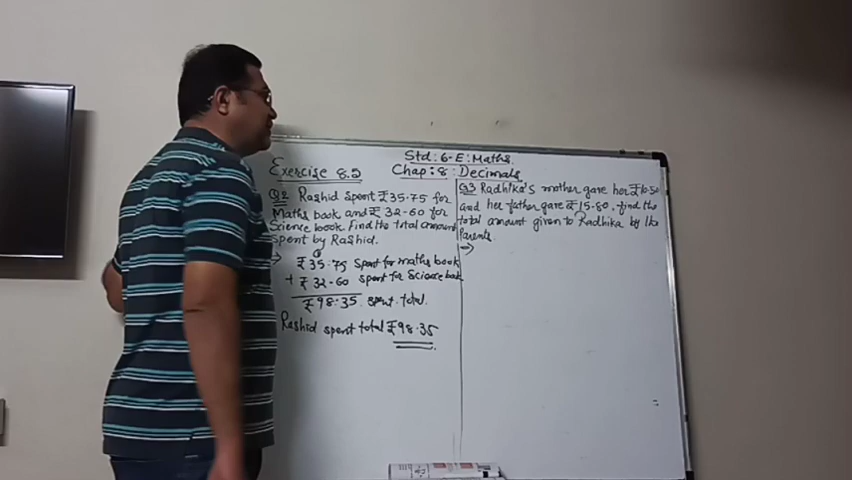 Std: 6-E: Maths.
Chap: 8: Decimals
Exercise 8.5
Q2 Rashid spent ₹35.75 for
Maths book and ₹ 32.60 for
Science book. Find the total amount
spent by Rashid.
⇒ ₹ 35.75 spent for maths book
+ ₹ 32.60 spent for Science book
₹ 98.35 spent total.
Rashid spent total ₹98.35
Q3 Radhika's mother gave her ₹10.50
and her father gave ₹15.80. find the
total amount given to Radhika by the
Parents.
⇒